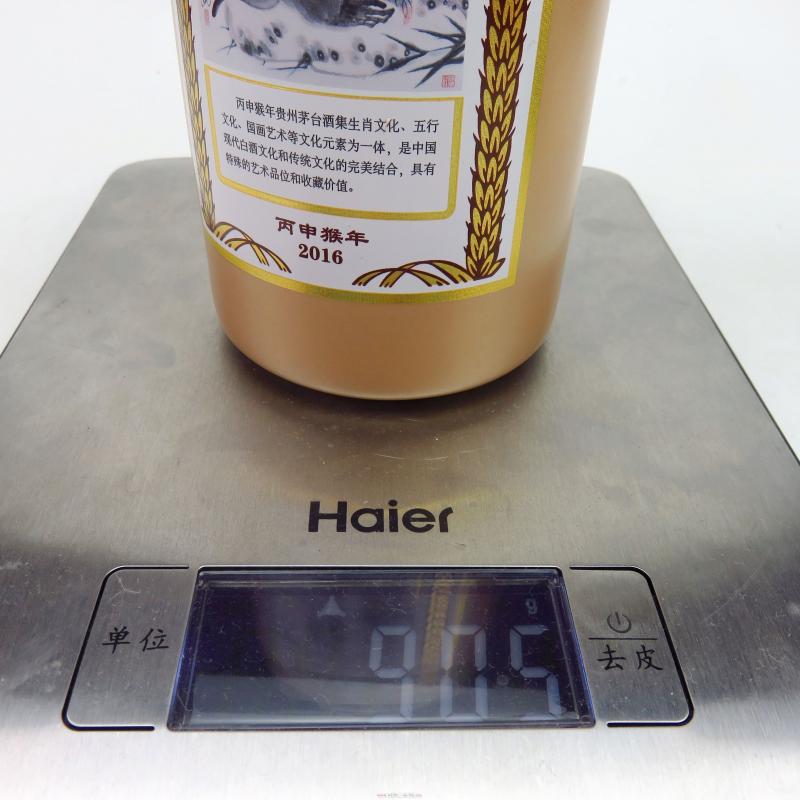 丙申猴年贵州茅台酒集生肖文化、五行
文化、国画艺术等文化元素为一体，是中国
现代白酒文化和传统文化的完美结合，具有
特殊的艺术品位和收藏价值。
丙申猴年
2016
Haier
单位
g
905
去皮